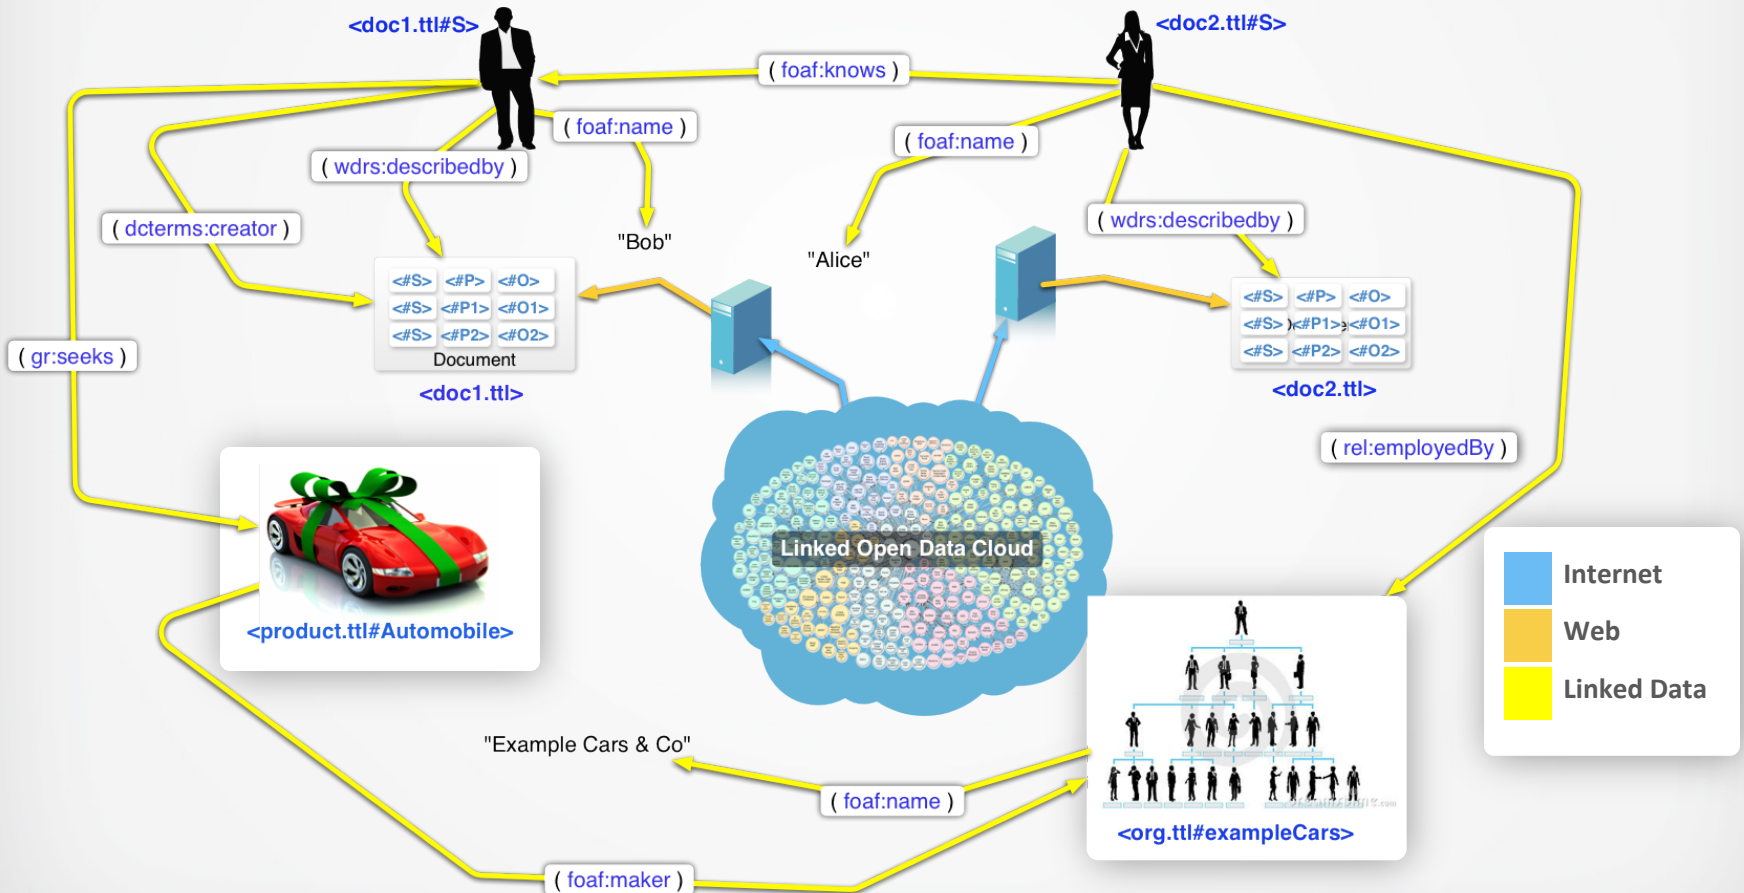 <doc1.ttl#S>
<doc2.ttl#S>
( foaf:knows )
( foaf:name )
( foaf:name )
( wdrs:describedby )
( dcterms:creator )
( wdrs:describedby )
"Bob"
"Alice"
<#S> <#P> <#O>
<#S> <#P1> <#O1>
<#S> <#P2> <#O2>
Document
<doc1.ttl>
<#S> <#P> <#O>
<#S> <#P1> <#O1>
<#S> <#P2> <#O2>
<doc2.ttl>
( gr:seeks )
( rel:employedBy )
Linked Open Data Cloud
Internet
Web
Linked Data
<product.ttl#Automobile>
"Example Cars & Co"
( foaf:name )
<org.ttl#exampleCars>
( foaf:maker )